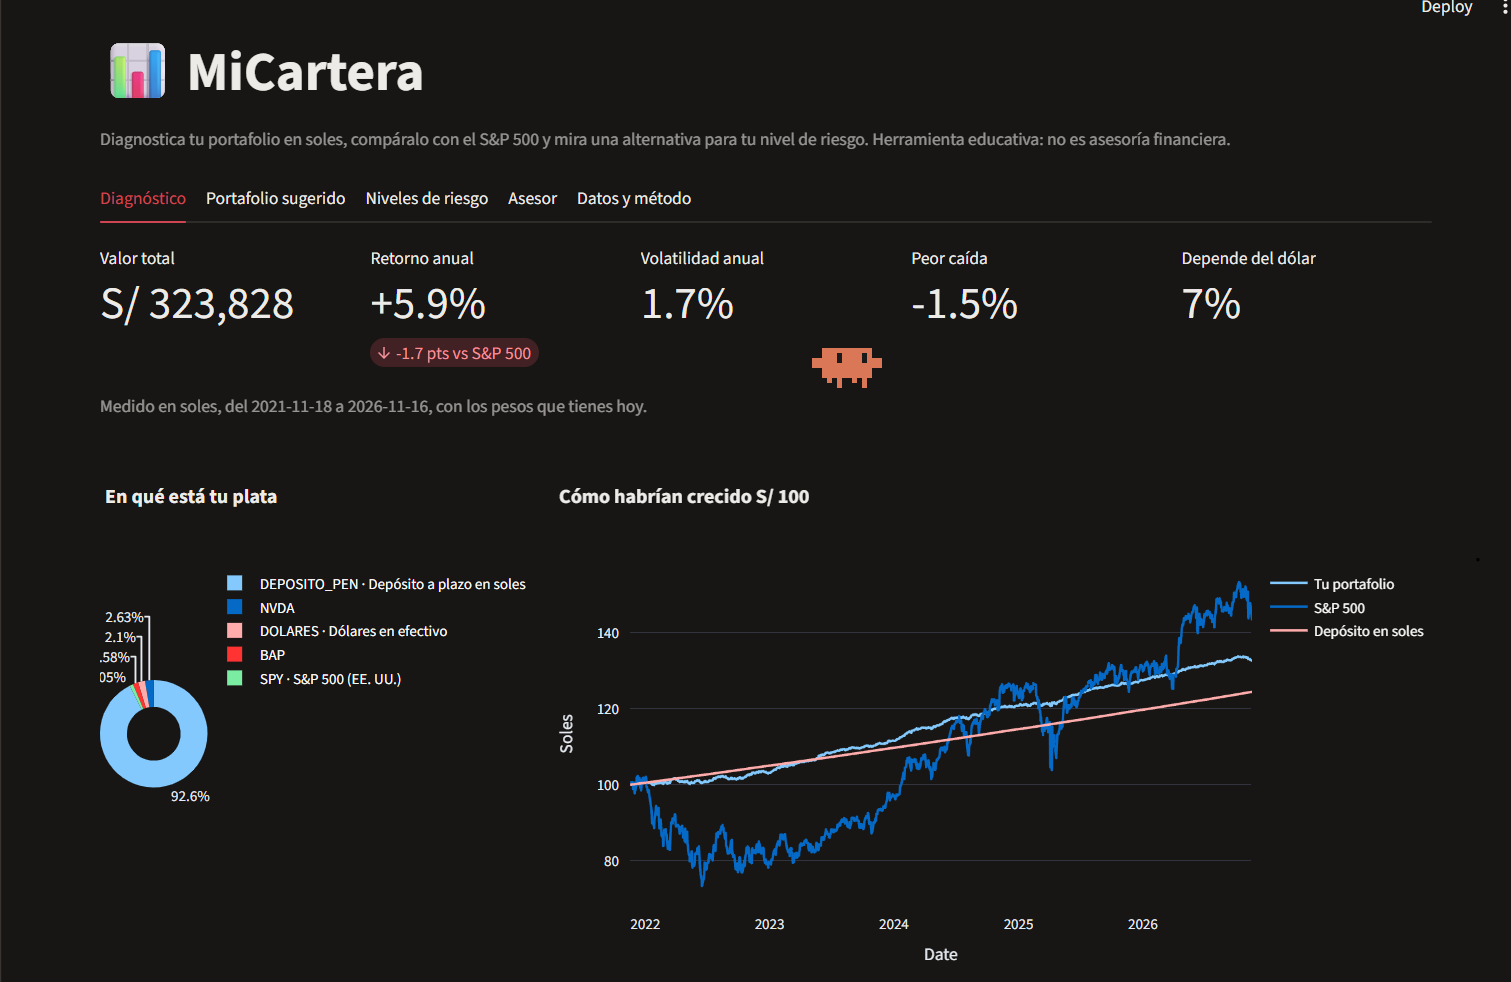 Deploy
MiCartera
Diagnostica tu portafolio en soles, compáralo con el S&P 500 y mira una alternativa para tu nivel de riesgo. Herramienta educativa: no es asesoría financiera.
Diagnóstico Portafolio sugerido Niveles de riesgo Asesor Datos y método
Valor total Retorno anual Volatilidad anual Peor caída Depende del dólar
S/ 323,828 +5.9% 1.7% -1.5% 7%
↓ -1.7 pts vs S&P 500
Medido en soles, del 2021-11-18 a 2026-11-16, con los pesos que tienes hoy.
En qué está tu plata
DEPOSITO_PEN · Depósito a plazo en soles
NVDA
DOLARES · Dólares en efectivo
BAP
SPY · S&P 500 (EE. UU.)
2.63%
2.1%
.58%
05%
92.6%
Cómo habrían crecido S/ 100
Tu portafolio
S&P 500
Depósito en soles
140
120
100
80
Soles
2022 2023 2024 2025 2026
Date